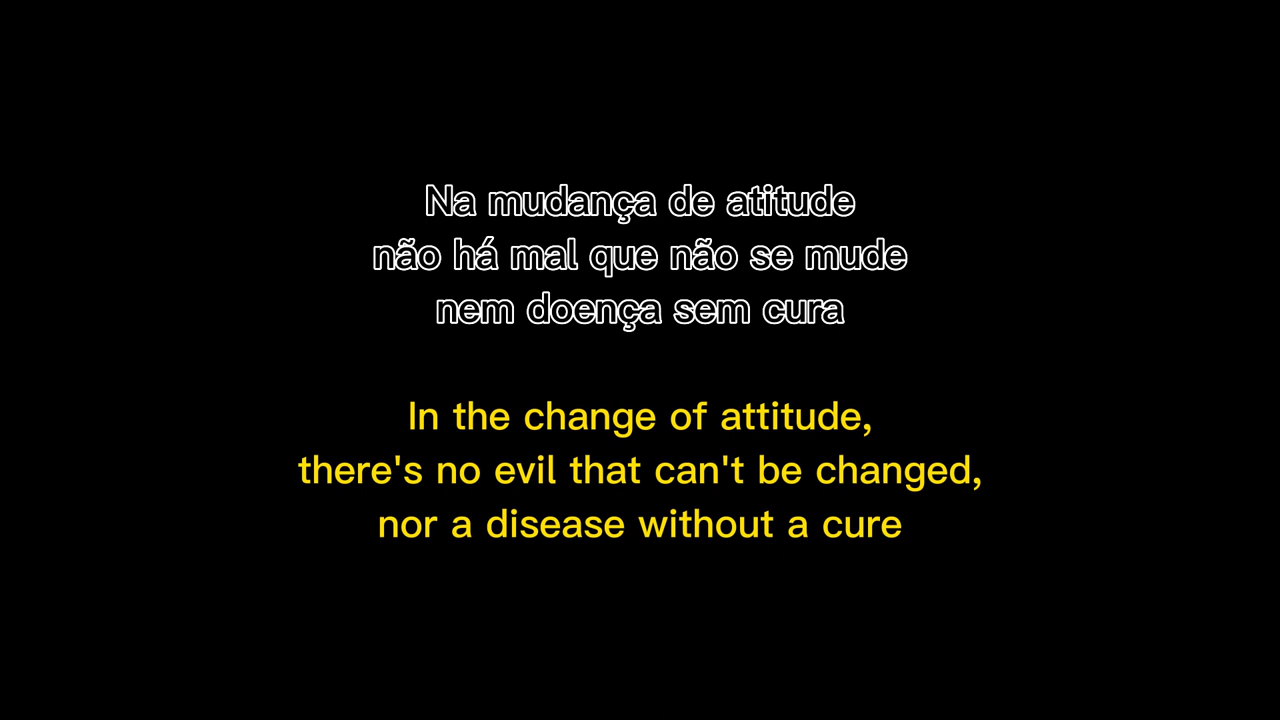 Na mudança de atitude
não há mal que não se mude
nem doença sem cura
In the change of attitude,
there's no evil that can't be changed,
nor a disease without a cure